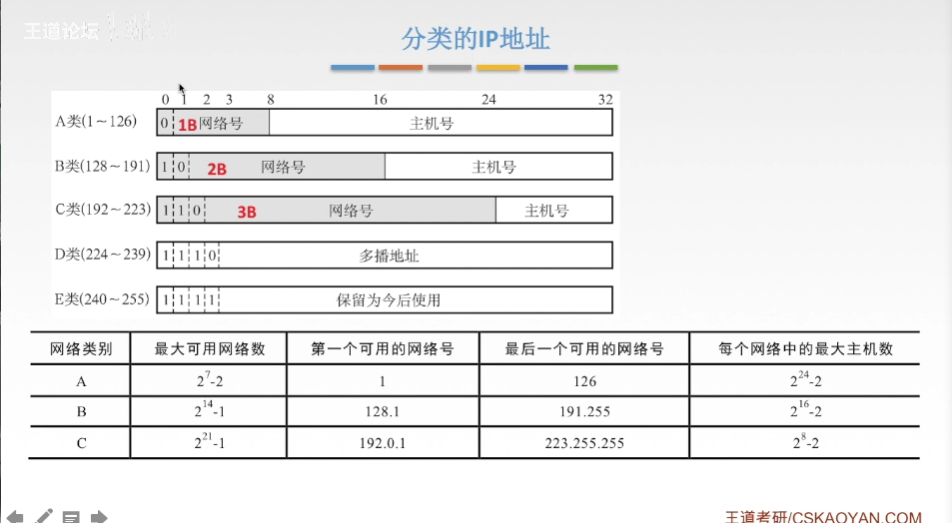 王道论坛
分类的IP地址
0 1 2 3 8 16 24 32
A类(1~126) 0 1B 网络号 主机号
B类(128~191) 1 0 2B 网络号 主机号
C类(192~223) 1 1 0 3B 网络号 主机号
D类(224~239) 1 1 1 0 多播地址
E类(240~255) 1 1 1 1 保留为今后使用
网络类别 最大可用网络数 第一个可用的网络号 最后一个可用的网络号 每个网络中的最大主机数
A 2^7-2 1 126 2^24-2
B 2^14-1 128.1 191.255 2^16-2
C 2^21-1 192.0.1 223.255.255 2^8-2
王道考研/CSKAOYAN.COM